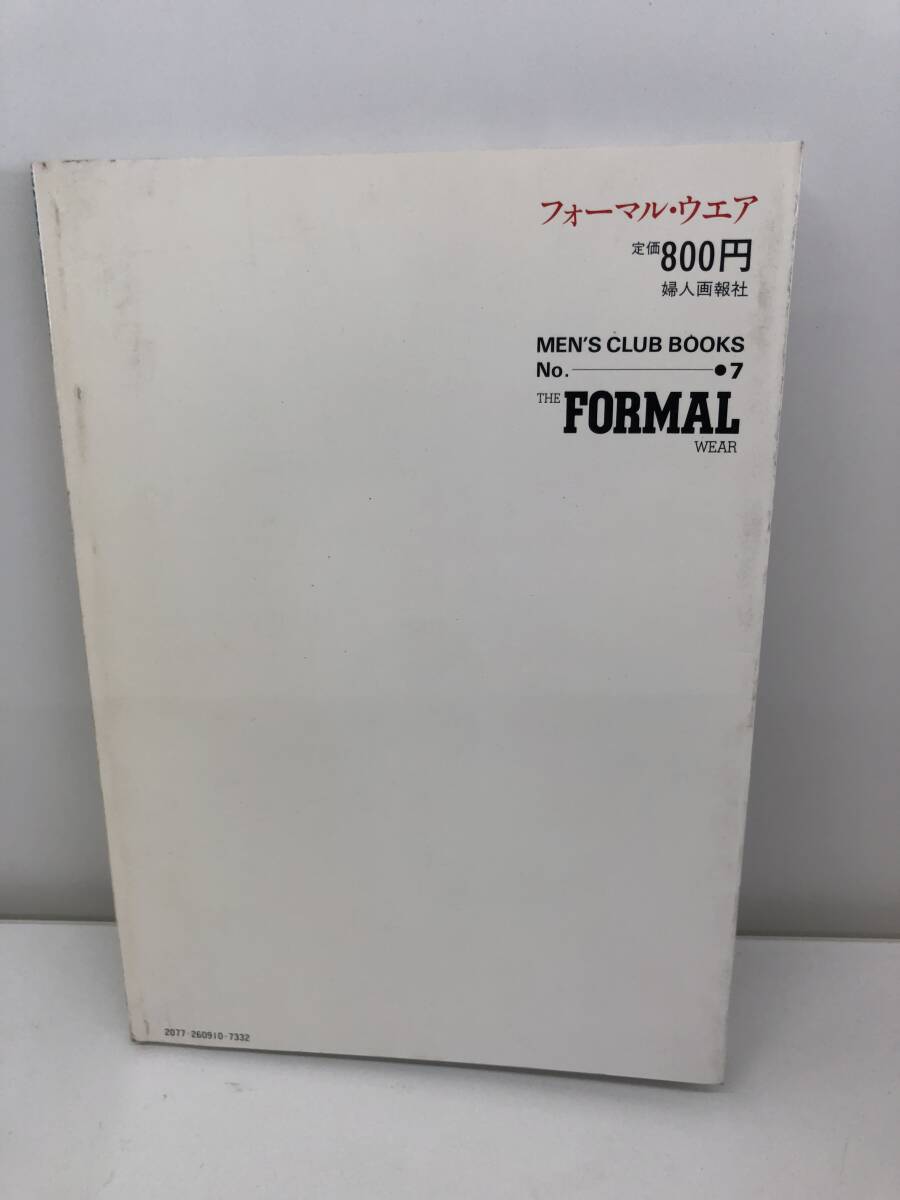 フォーマル・ウエア
定価800円
婦人画報社
MEN'S CLUB BOOKS
No. ●7
THE FORMAL
WEAR
2077-260910-7332